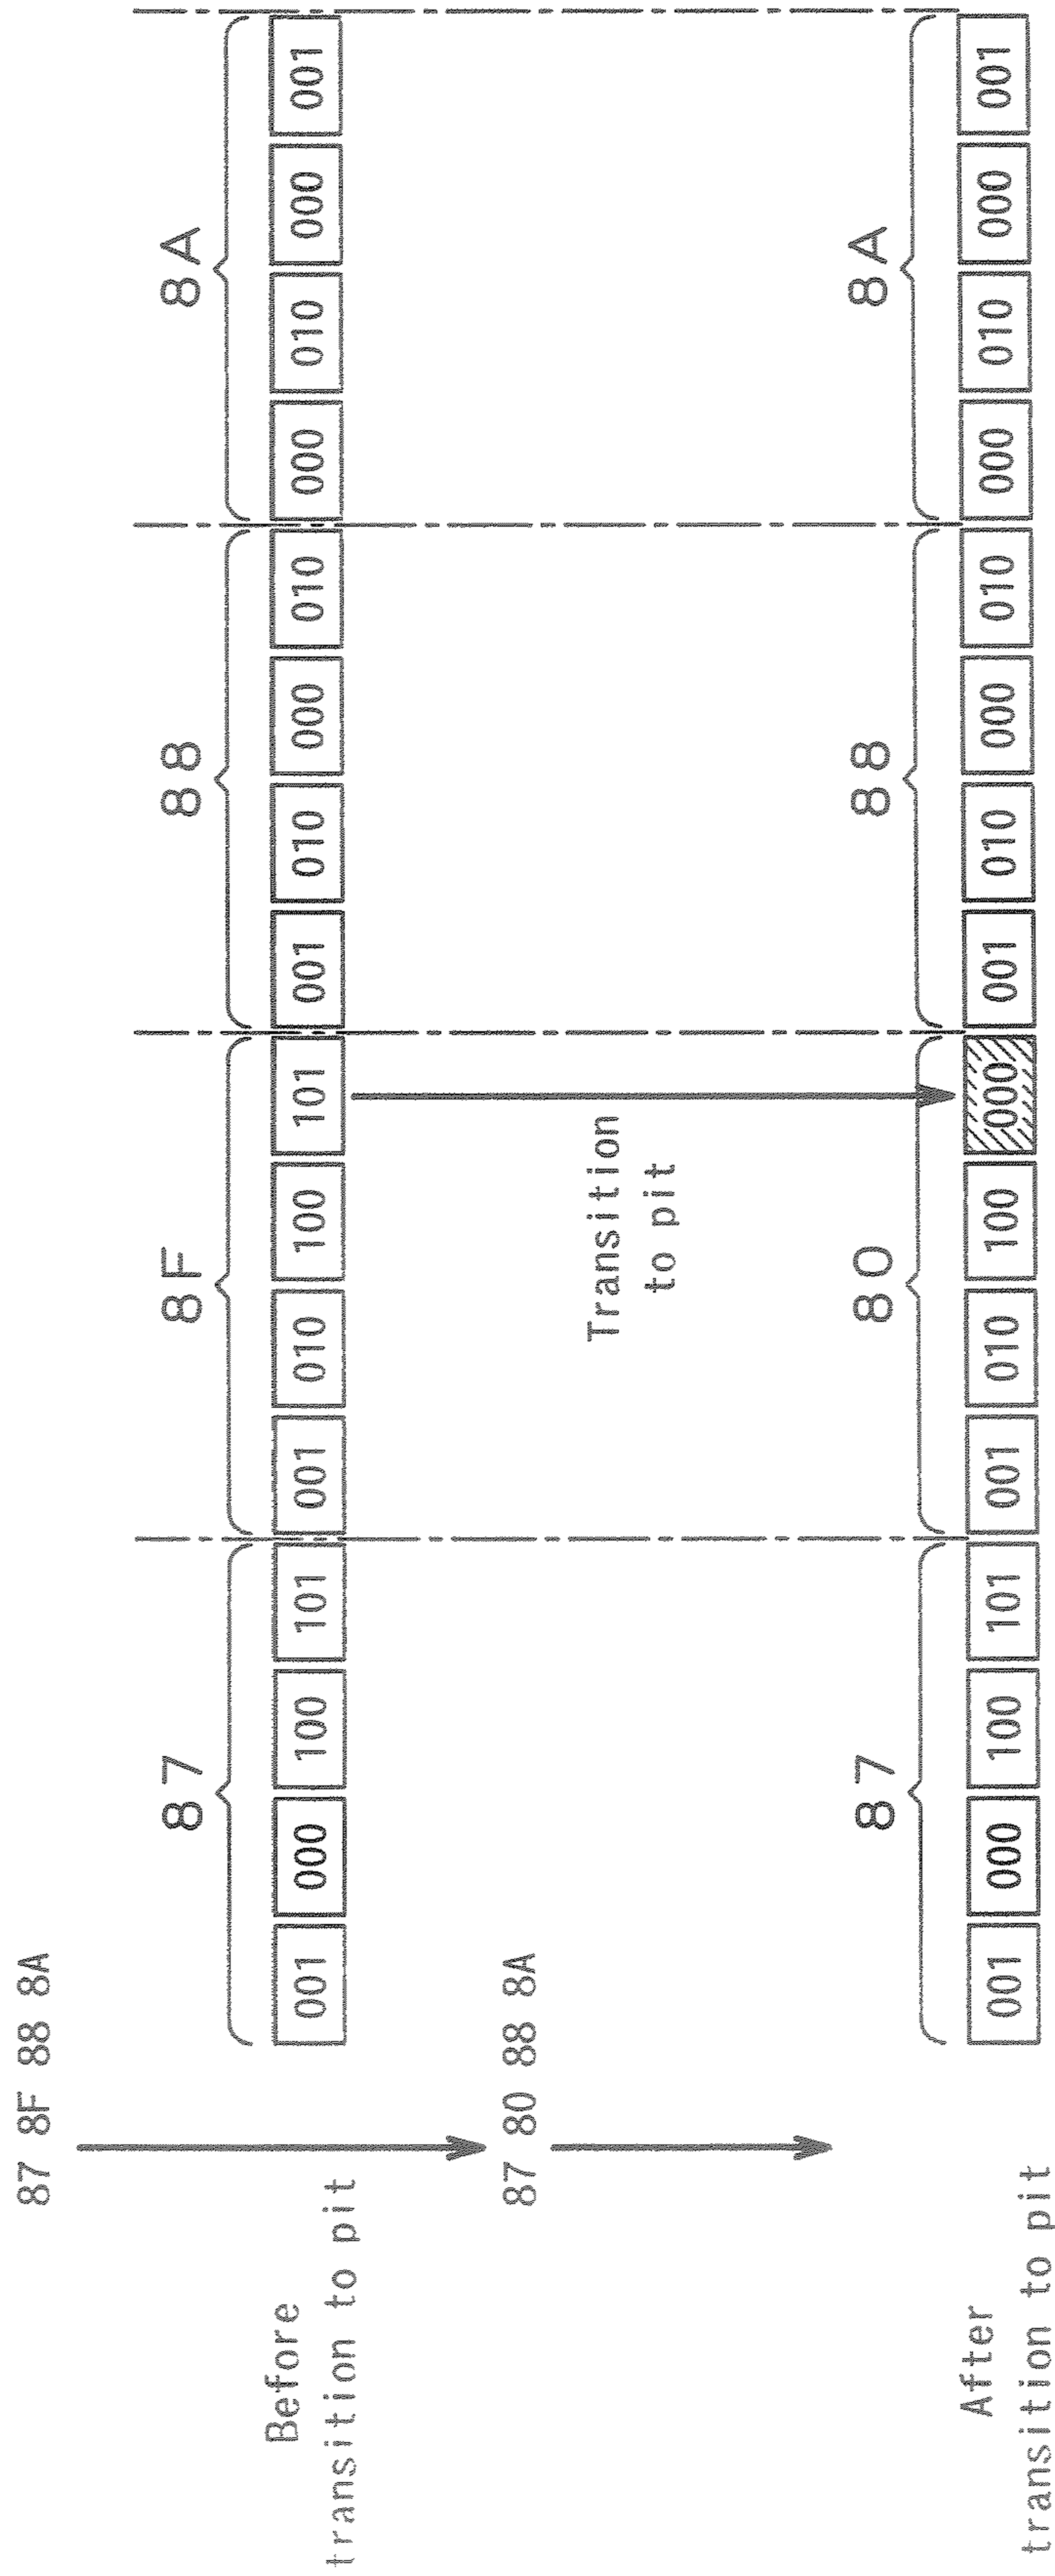 87 8F 88 8A
87 8F 88 8A
Before
001 000 100 101 001 010 100 101 001 010 000 010 000 010 000 001
transition to pit
87 80 88 8A
Transition
to pit
87 80 88 8A
After
001 000 100 101 001 010 100 000 001 010 000 010 000 010 000 001
transition to pit